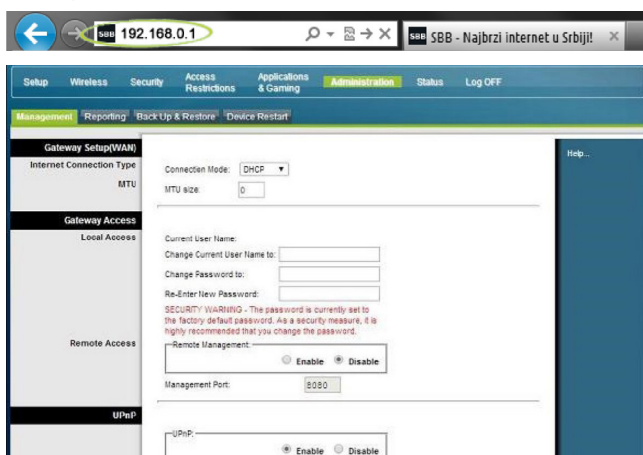 SBB 192.168.0.1
SBB SBB - Najbrzi internet u Srbiji!
Setup Wireless Security Access Restrictions Applications & Gaming Administration Status Log OFF
Management Reporting Back Up & Restore Device Restart
Gateway Setup(WAN)
Help...
Internet Connection Type
Connection Mode: DHCP
MTU
MTU size: 0
Gateway Access
Local Access
Current User Name:
Change Current User Name to:
Change Password to:
Re-Enter New Password:
SECURITY WARNING - The password is currently set to
the factory default password. As a security measure, it is
highly recommended that you change the password.
Remote Access
Remote Management:
Enable Disable
Management Port: 8080
UPnP
UPnP:
Enable Disable